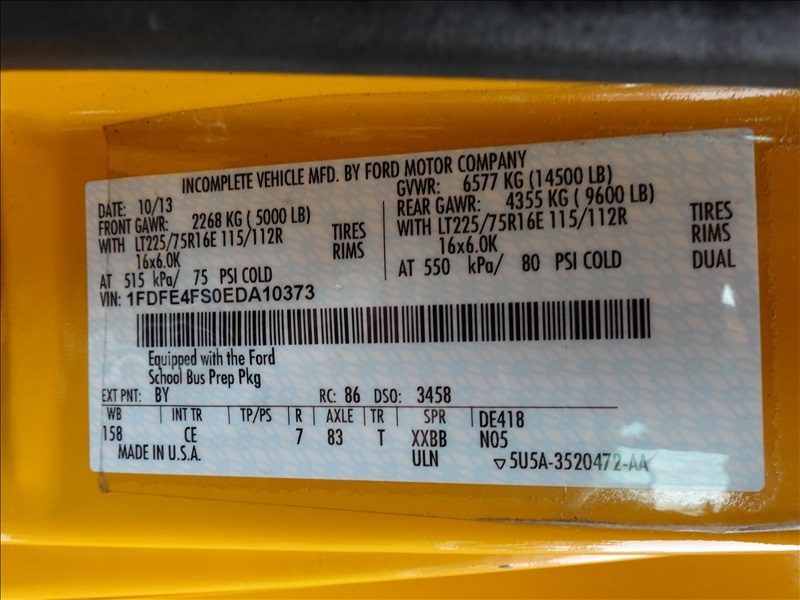 INCOMPLETE VEHICLE MFD. BY FORD MOTOR COMPANY
DATE: 10/13
FRONT GAWR: 2268 KG ( 5000 LB)
WITH LT225/75R16E 115/112R TIRES
16x6.0K RIMS
AT 515 kPa/ 75 PSI COLD
GVWR: 6577 KG (14500 LB)
REAR GAWR: 4355 KG ( 9600 LB)
WITH LT225/75R16E 115/112R TIRES
16x6.0K RIMS
AT 550 kPa/ 80 PSI COLD DUAL
VIN: 1FDFE4FS0EDA10373
Equipped with the Ford
School Bus Prep Pkg
EXT PNT: BY RC: 86 DSO: 3458
WB INT TR TP/PS R AXLE TR SPR DE418
158 CE 7 83 T XXBB N05
MADE IN U.S.A. ULN ▽5U5A-3520472-AA